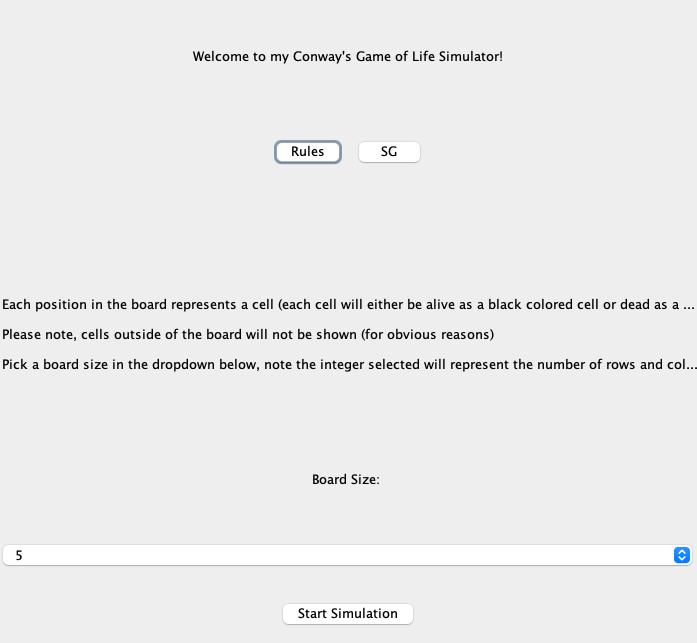 Welcome to my Conway's Game of Life Simulator!
Rules SG
Each position in the board represents a cell (each cell will either be alive as a black colored cell or dead as a ...
Please note, cells outside of the board will not be shown (for obvious reasons)
Pick a board size in the dropdown below, note the integer selected will represent the number of rows and col...
Board Size:
5
Start Simulation